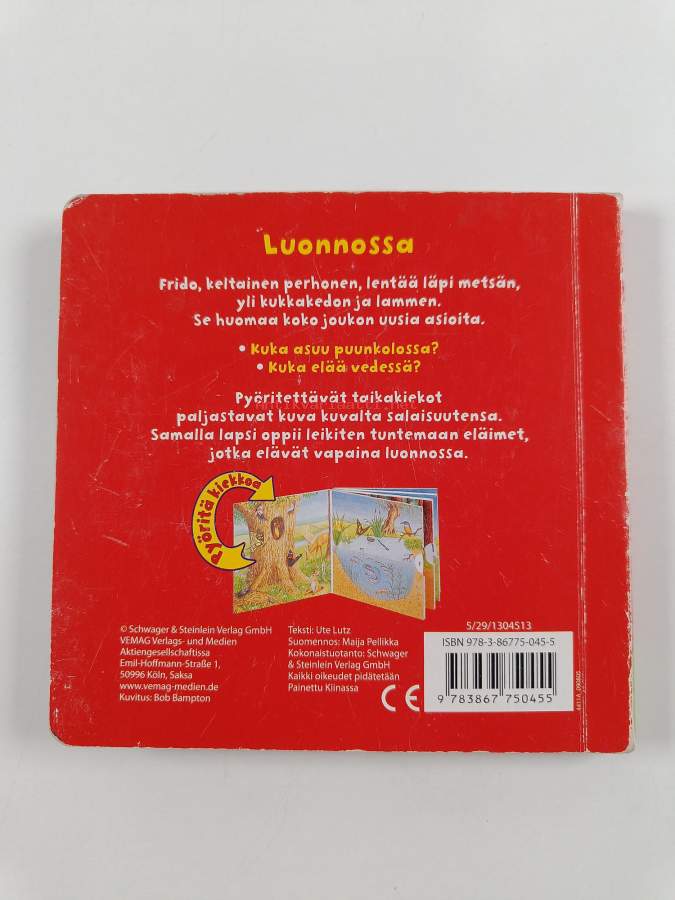 Luonnossa
Frido, keltainen perhonen, lentää läpi metsän,
yli kukkakedon ja lammen.
Se huomaa koko joukon uusia asioita.
• Kuka asuu puunkolossa?
• Kuka elää vedessä?
Pyöritettävät taikakiekot
antikvariaatti.net
paljastavat kuva kuvalta salaisuutensa.
Samalla lapsi oppii leikiten tuntemaan eläimet,
jotka elävät vapaina luonnossa.
Pyöritä kiekkoa
© Schwager & Steinlein Verlag GmbH
VEMAG Verlags- und Medien
Aktiengesellschaftissa
Emil-Hoffmann-Straße 1,
50996 Köln, Saksa
www.vemag-medien.de
Kuvitus: Bob Bampton
Teksti: Ute Lutz
Suomennos: Maija Pellikka
Kokonaistuotanto: Schwager
& Steinlein Verlag GmbH
Kaikki oikeudet pidätetään
Painettu Kiinassa
CE
5/29/1304513
ISBN 978-3-86775-045-5
9 783867 750455
4411A_090605